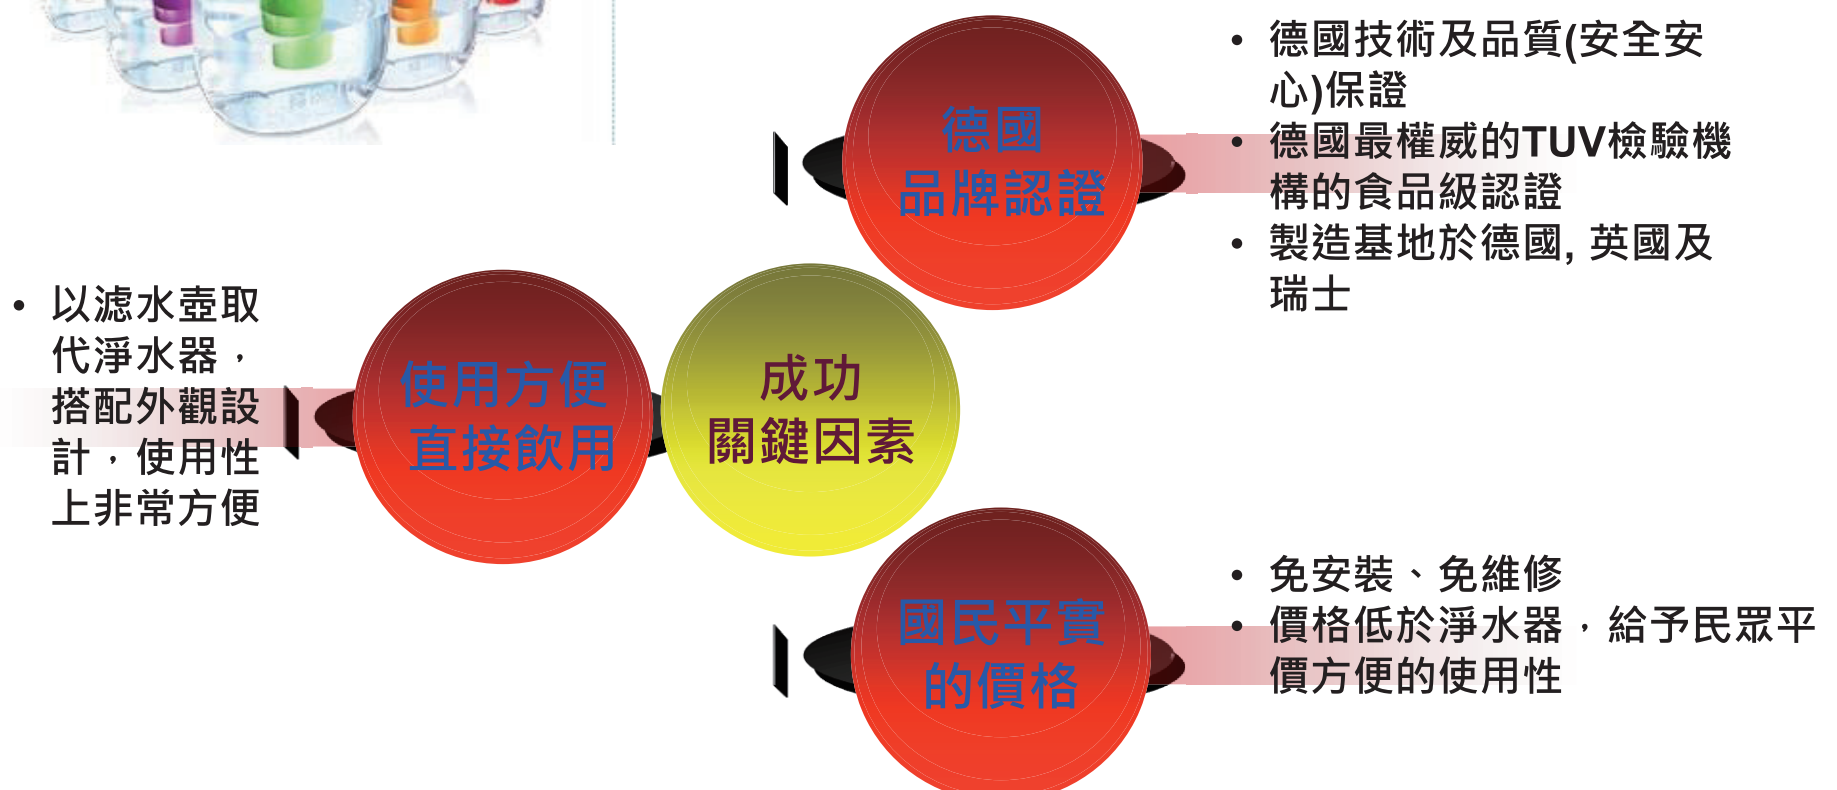 德國
品牌認證
• 德國技術及品質(安全安
心)保證
• 德國最權威的TUV檢驗機
構的食品級認證
• 製造基地於德國, 英國及
瑞士
• 以滤水壺取
代淨水器，
搭配外觀設
計，使用性
上非常方便
使用方便
直接飲用
成功
關鍵因素
國民平實
的價格
• 免安裝、免維修
• 價格低於淨水器，給予民眾平
價方便的使用性